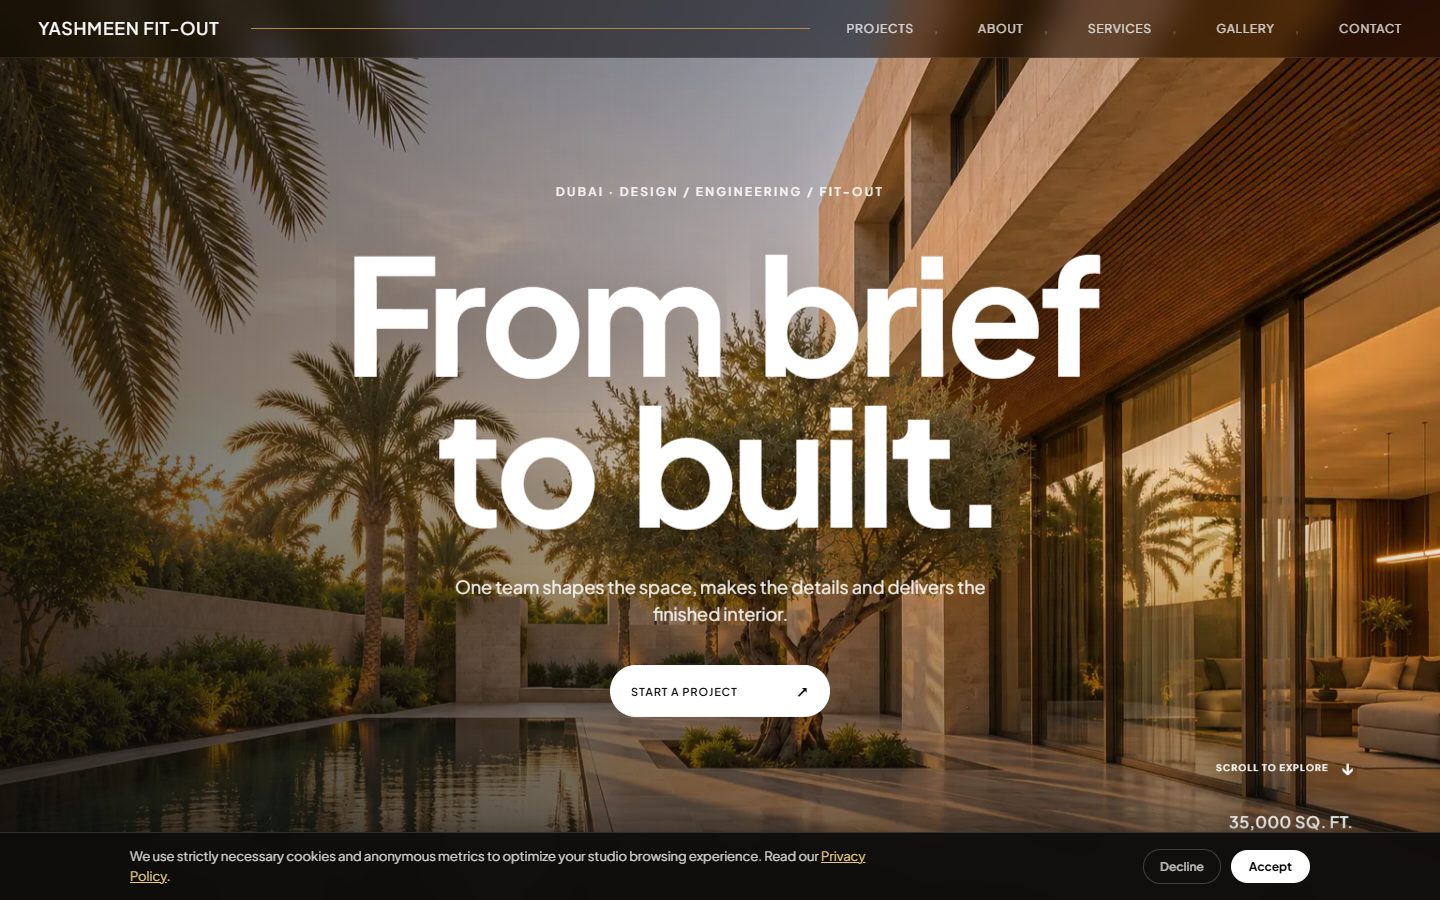 YASHMEEN FIT-OUT
PROJECTS
ABOUT
SERVICES
GALLERY
CONTACT
DUBAI · DESIGN / ENGINEERING / FIT-OUT
From brief
to built.
One team shapes the space, makes the details and delivers the
finished interior.
START A PROJECT ↗
SCROLL TO EXPLORE ↓
35,000 SQ. FT.
We use strictly necessary cookies and anonymous metrics to optimize your studio browsing experience. Read our Privacy
Policy.
Decline
Accept